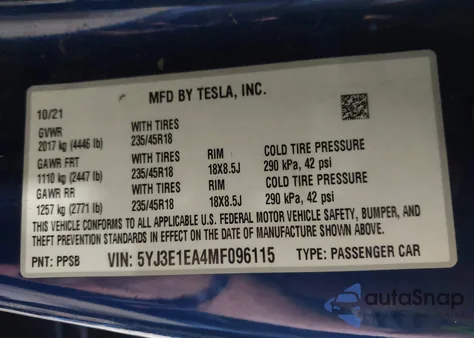 MFD BY TESLA, INC.
10/21
GVWR WITH TIRES
2017 kg (4446 lb) 235/45R18
GAWR FRT WITH TIRES RIM COLD TIRE PRESSURE
1110 kg (2447 lb) 235/45R18 18X8.5J 290 kPa, 42 psi
GAWR RR WITH TIRES RIM COLD TIRE PRESSURE
1257 kg (2771 lb) 235/45R18 18X8.5J 290 kPa, 42 psi
THIS VEHICLE CONFORMS TO ALL APPLICABLE U.S. FEDERAL MOTOR VEHICLE SAFETY, BUMPER, AND
THEFT PREVENTION STANDARDS IN EFFECT ON THE DATE OF MANUFACTURE SHOWN ABOVE.
PNT: PPSB VIN: 5YJ3E1EA4MF096115 TYPE: PASSENGER CAR
autoSnap